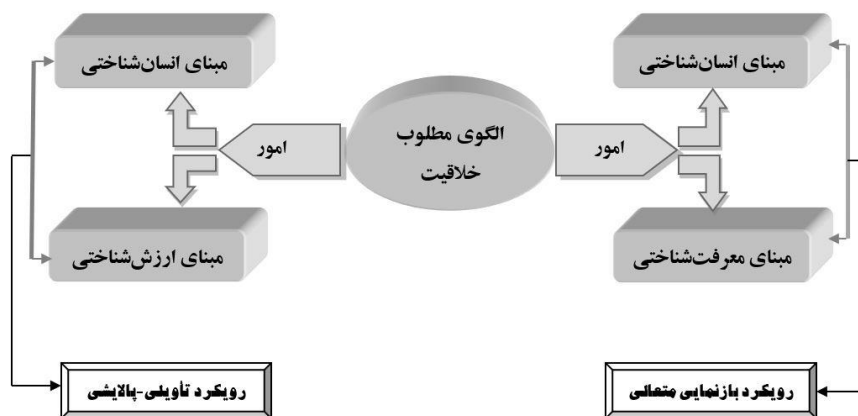 مبنای انسان‌شناختی
مبنای انسان‌شناختی
الگوی مطلوب
خلاقیت
امور
امور
مبنای معرفت‌شناختی
مبنای ارزش‌شناختی
رویکرد بازنمایی متعالی
رویکرد تأویلی-پالایشی